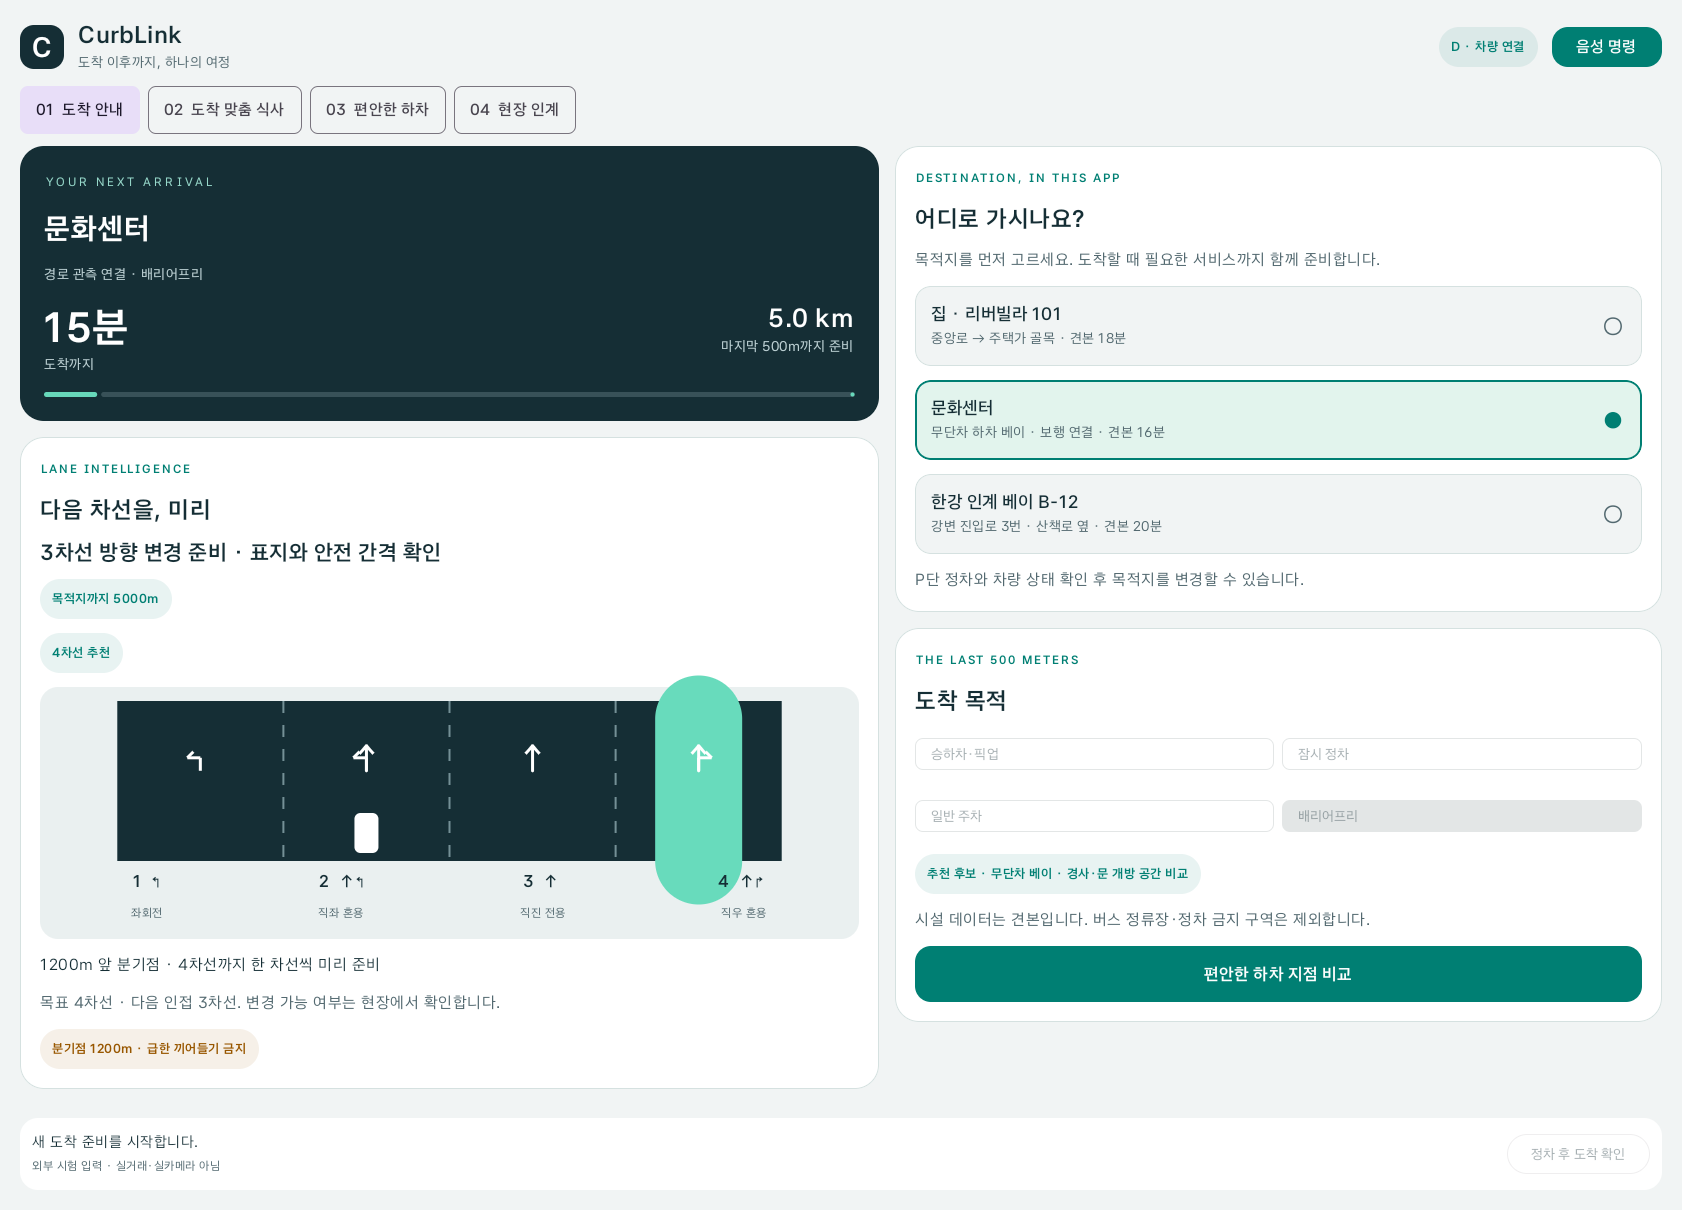 C
CurbLink
도착 이후까지, 하나의 여정
D · 차량 연결
음성 명령
01 도착 안내
02 도착 맞춤 식사
03 편안한 하차
04 현장 인계
YOUR NEXT ARRIVAL
문화센터
경로 관측 연결 · 배리어프리
15분
도착까지
5.0 km
마지막 500m까지 준비
LANE INTELLIGENCE
다음 차선을, 미리
3차선 방향 변경 준비 · 표지와 안전 간격 확인
목적지까지 5000m
4차선 추천
1 ↰
좌회전
2 ↑↰
직좌 혼용
3 ↑
직진 전용
4 ↑↱
직우 혼용
1200m 앞 분기점 · 4차선까지 한 차선씩 미리 준비
목표 4차선 · 다음 인접 3차선. 변경 가능 여부는 현장에서 확인합니다.
분기점 1200m · 급한 끼어들기 금지
DESTINATION, IN THIS APP
어디로 가시나요?
목적지를 먼저 고르세요. 도착할 때 필요한 서비스까지 함께 준비합니다.
집 · 리버빌라 101
중앙로 → 주택가 골목 · 견본 18분
문화센터
무단차 하차 베이 · 보행 연결 · 견본 16분
한강 인계 베이 B-12
강변 진입로 3번 · 산책로 옆 · 견본 20분
P단 정차와 차량 상태 확인 후 목적지를 변경할 수 있습니다.
THE LAST 500 METERS
도착 목적
승하차·픽업
잠시 정차
일반 주차
배리어프리
추천 후보 · 무단차 베이 · 경사·문 개방 공간 비교
시설 데이터는 견본입니다. 버스 정류장·정차 금지 구역은 제외합니다.
편안한 하차 지점 비교
새 도착 준비를 시작합니다.
외부 시험 입력 · 실거래·실카메라 아님
정차 후 도착 확인